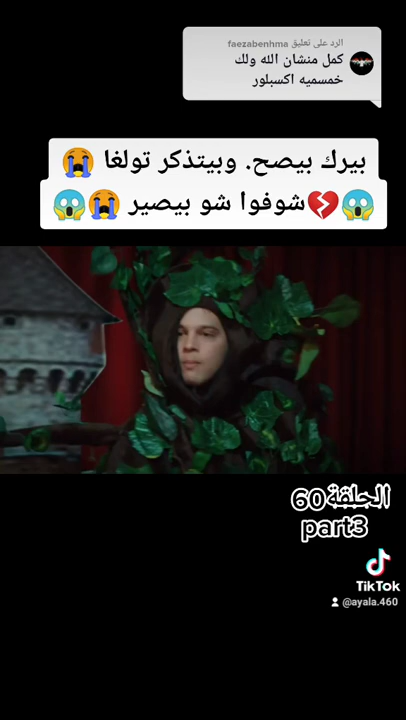 الرد على تعليق faezabenhma
كمل منشان الله ولك
خمسميه اكسبلور
بيرك بيصح. وبيتذكر تولغا 😭
😱💔شوفوا شو بيصير 😭😱
الحلقة60
part3
TikTok
@ayala.460